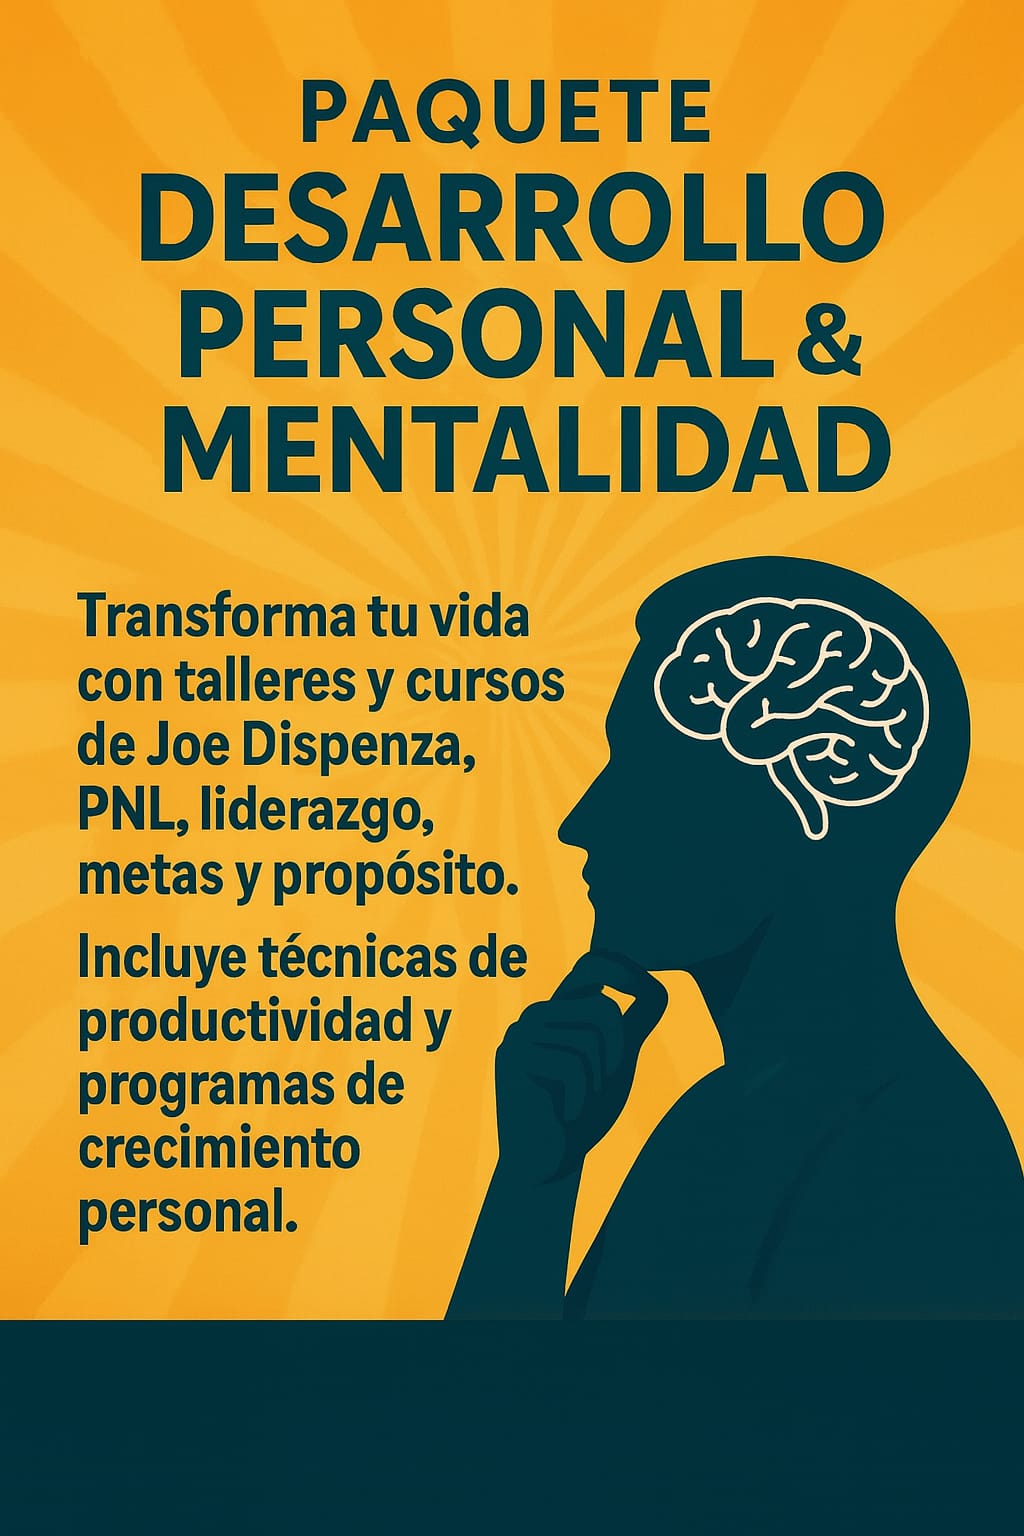 PAQUETE
DESARROLLO
PERSONAL &
MENTALIDAD
Transforma tu vida
con talleres y cursos
de Joe Dispenza,
PNL, liderazgo,
metas y propósito.
Incluye técnicas de
productividad y
programas de
crecimiento
personal.